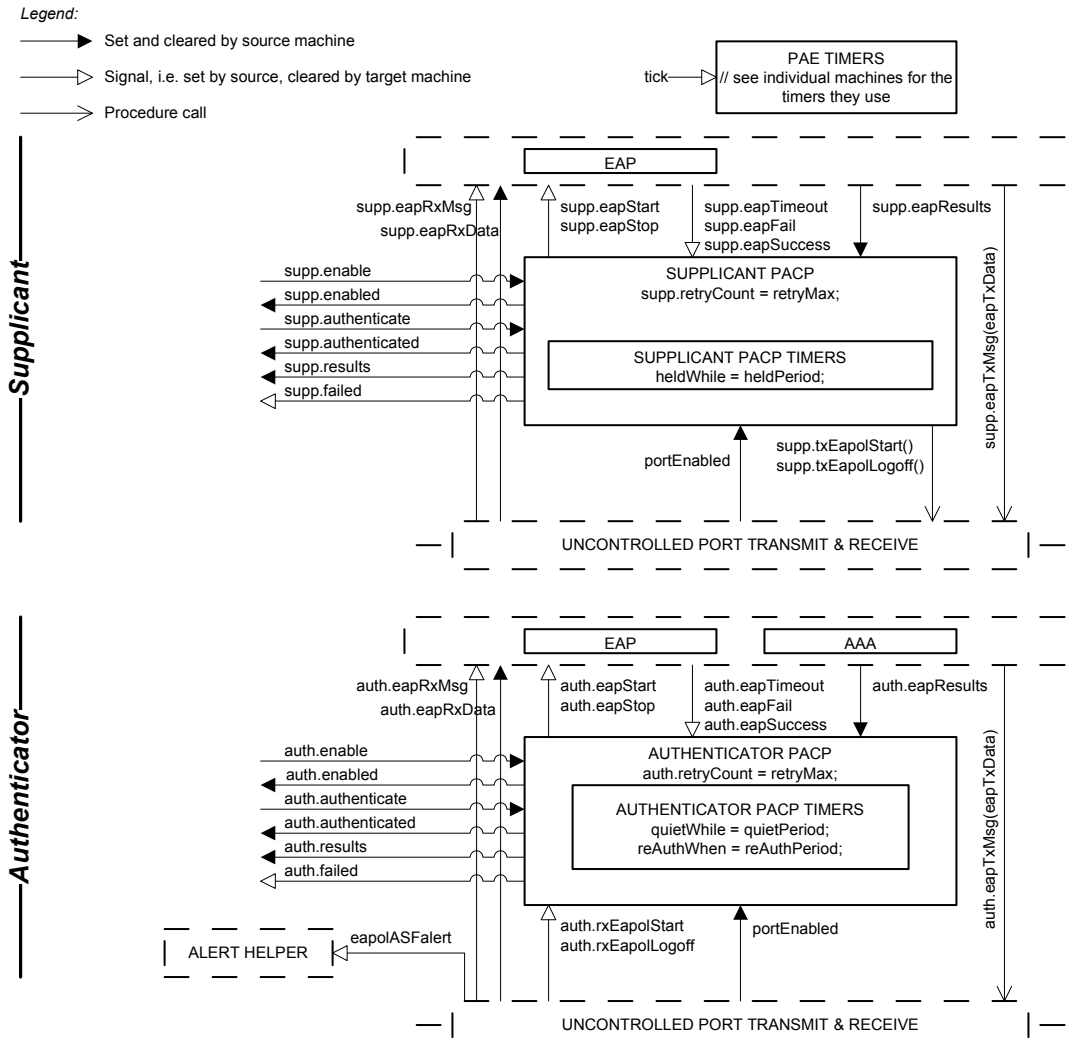 Legend:
Set and cleared by source machine
Signal, i.e. set by source, cleared by target machine
Procedure call
tick
PAE TIMERS
// see individual machines for the
timers they use
Supplicant
EAP
supp.eapRxMsg
supp.eapRxData
supp.eapStart
supp.eapStop
supp.eapTimeout
supp.eapFail
supp.eapSuccess
supp.eapResults
supp.eapTxMsg(eapTxData)
supp.enable
supp.enabled
supp.authenticate
supp.authenticated
supp.results
supp.failed
SUPPLICANT PACP
supp.retryCount = retryMax;
SUPPLICANT PACP TIMERS
heldWhile = heldPeriod;
portEnabled
supp.txEapolStart()
supp.txEapolLogoff()
UNCONTROLLED PORT TRANSMIT & RECEIVE
Authenticator
EAP
AAA
auth.eapRxMsg
auth.eapRxData
auth.eapStart
auth.eapStop
auth.eapTimeout
auth.eapFail
auth.eapSuccess
auth.eapResults
auth.eapTxMsg(eapTxData)
auth.enable
auth.enabled
auth.authenticate
auth.authenticated
auth.results
auth.failed
AUTHENTICATOR PACP
auth.retryCount = retryMax;
AUTHENTICATOR PACP TIMERS
quietWhile = quietPeriod;
reAuthWhen = reAuthPeriod;
ALERT HELPER
eapolASFalert
auth.rxEapolStart
auth.rxEapolLogoff
portEnabled
UNCONTROLLED PORT TRANSMIT & RECEIVE